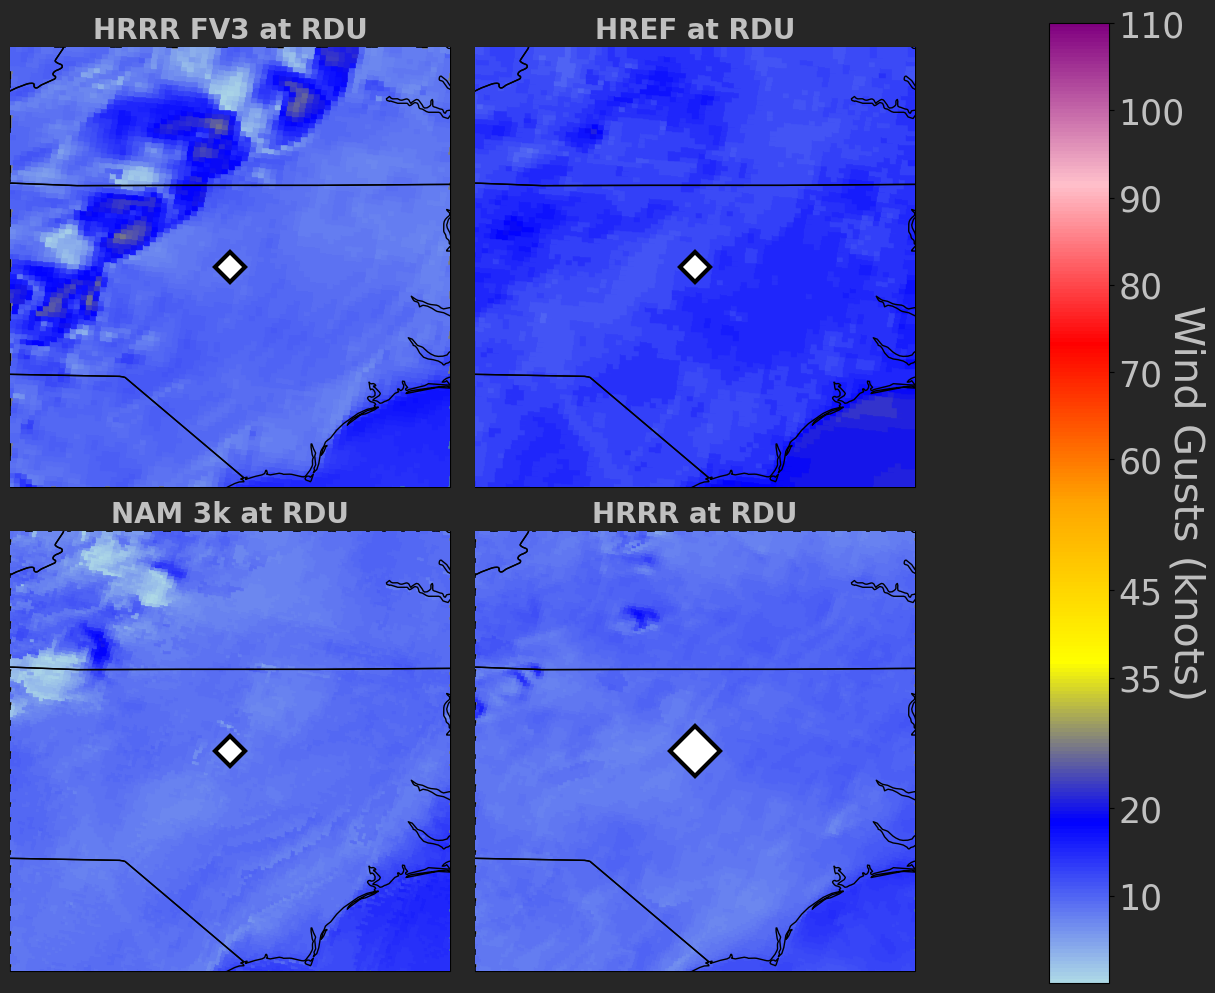 HRRR FV3 at RDU
HREF at RDU
NAM 3k at RDU
HRRR at RDU
110
100
90
80
70
60
45
35
20
10
Wind Gusts (knots)